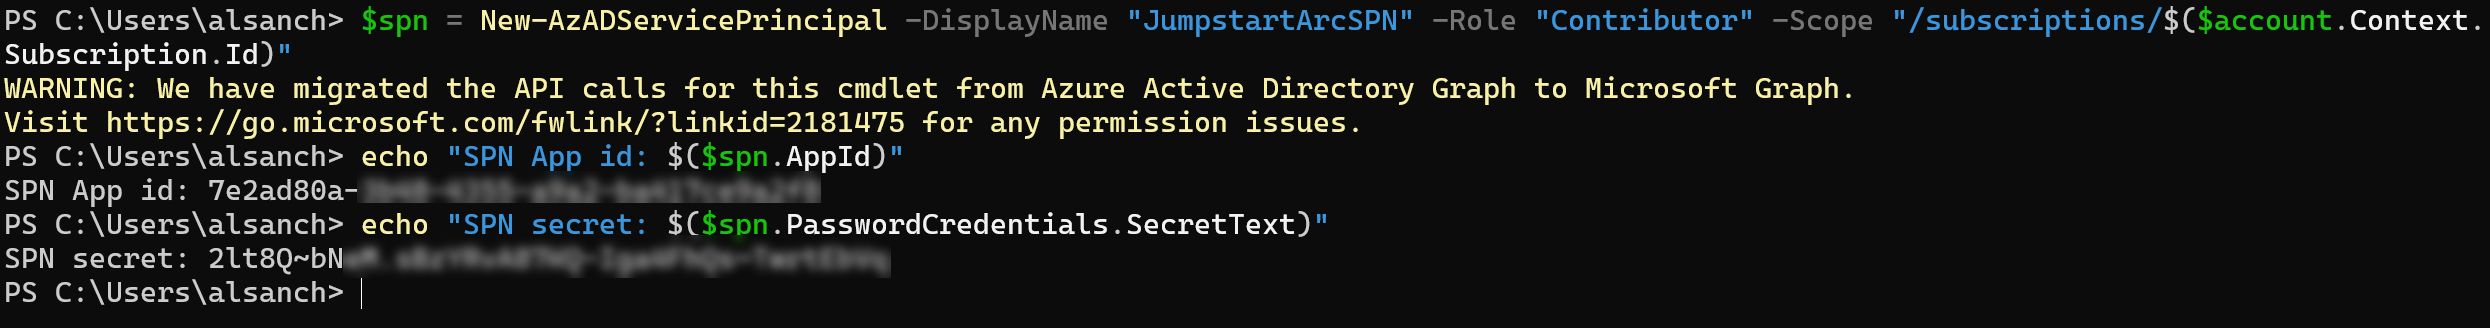 PS C:\Users\alsanch> $spn = New-AzADServicePrincipal -DisplayName "JumpstartArcSPN" -Role "Contributor" -Scope "/subscriptions/$($account.Context.
Subscription.Id)"
WARNING: We have migrated the API calls for this cmdlet from Azure Active Directory Graph to Microsoft Graph.
Visit https://go.microsoft.com/fwlink/?linkid=2181475 for any permission issues.
PS C:\Users\alsanch> echo "SPN App id: $($spn.AppId)"
SPN App id: 7e2ad80a-
PS C:\Users\alsanch> echo "SPN secret: $($spn.PasswordCredentials.SecretText)"
SPN secret: 2lt8Q~bN
PS C:\Users\alsanch>